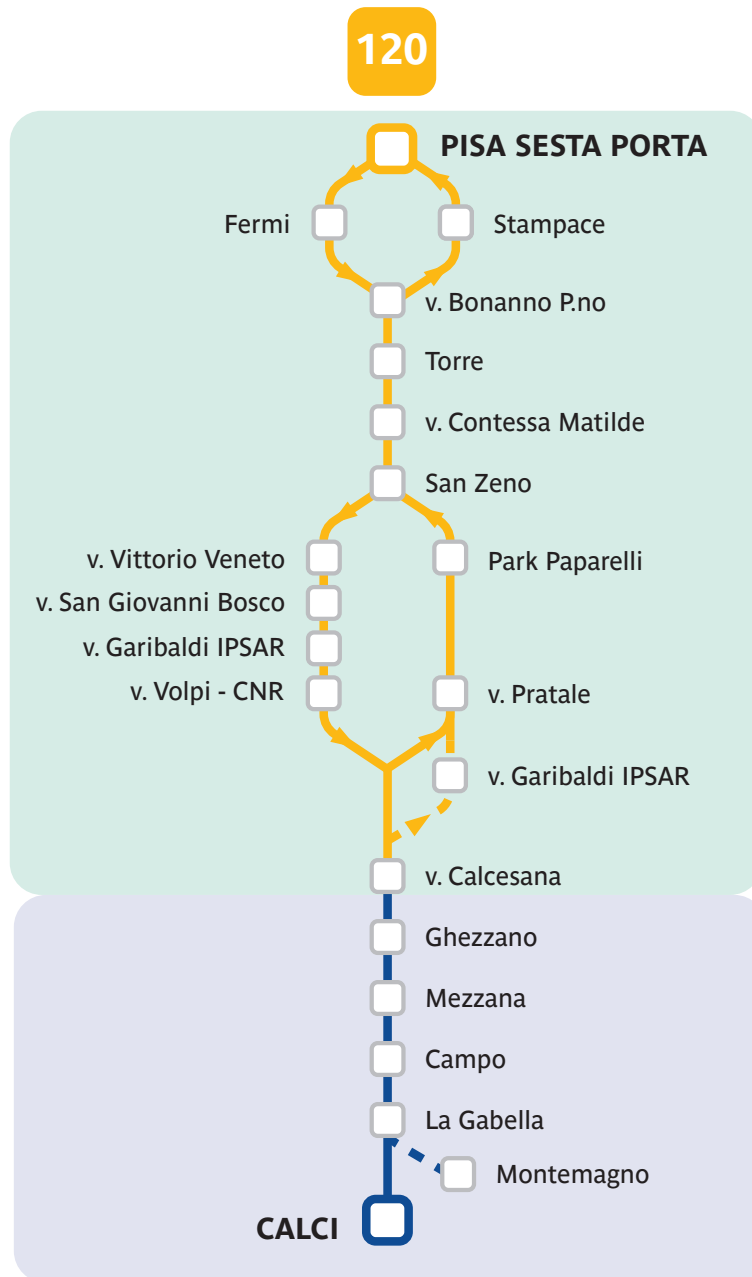 120
PISA SESTA PORTA
Fermi
Stampace
v. Bonanno P.no
Torre
v. Contessa Matilde
San Zeno
v. Vittorio Veneto
Park Paparelli
v. San Giovanni Bosco
v. Garibaldi IPSAR
v. Volpi - CNR
v. Pratale
v. Garibaldi IPSAR
v. Calcesana
Ghezzano
Mezzana
Campo
La Gabella
Montemagno
CALCI